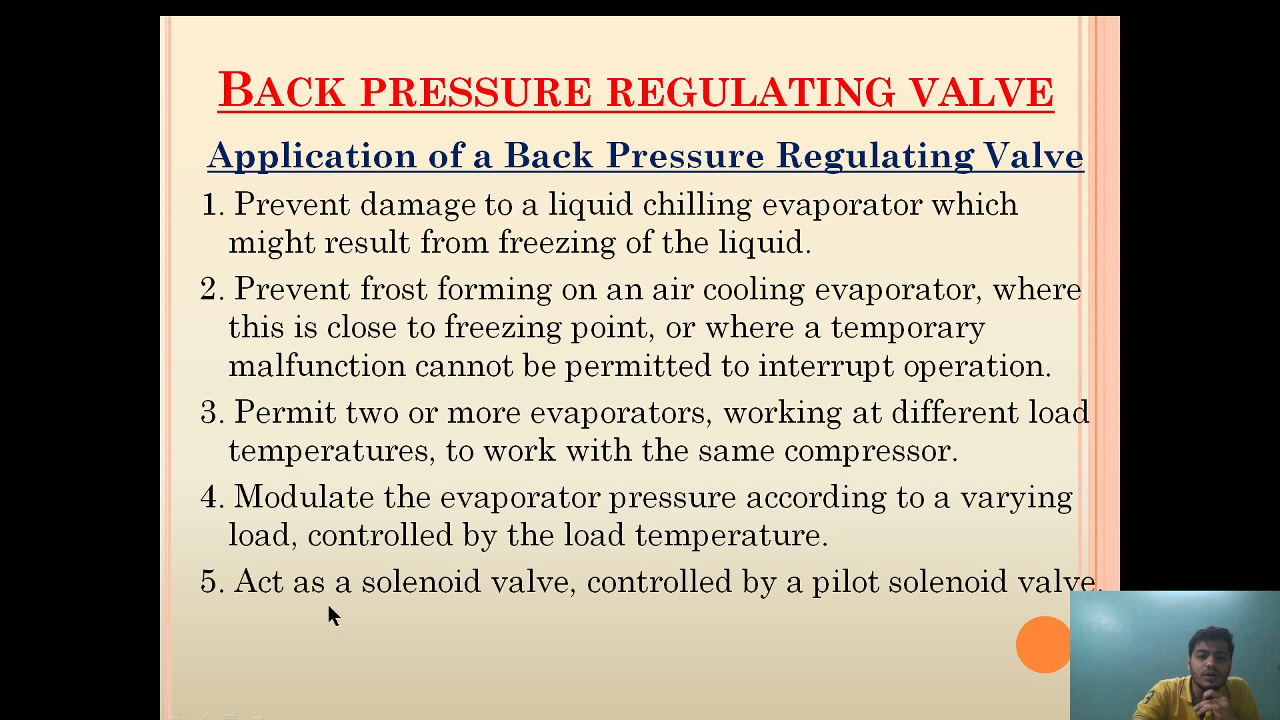 BACK PRESSURE REGULATING VALVE
Application of a Back Pressure Regulating Valve
1. Prevent damage to a liquid chilling evaporator which
might result from freezing of the liquid.
2. Prevent frost forming on an air cooling evaporator, where
this is close to freezing point, or where a temporary
malfunction cannot be permitted to interrupt operation.
3. Permit two or more evaporators, working at different load
temperatures, to work with the same compressor.
4. Modulate the evaporator pressure according to a varying
load, controlled by the load temperature.
5. Act as a solenoid valve, controlled by a pilot solenoid valve.